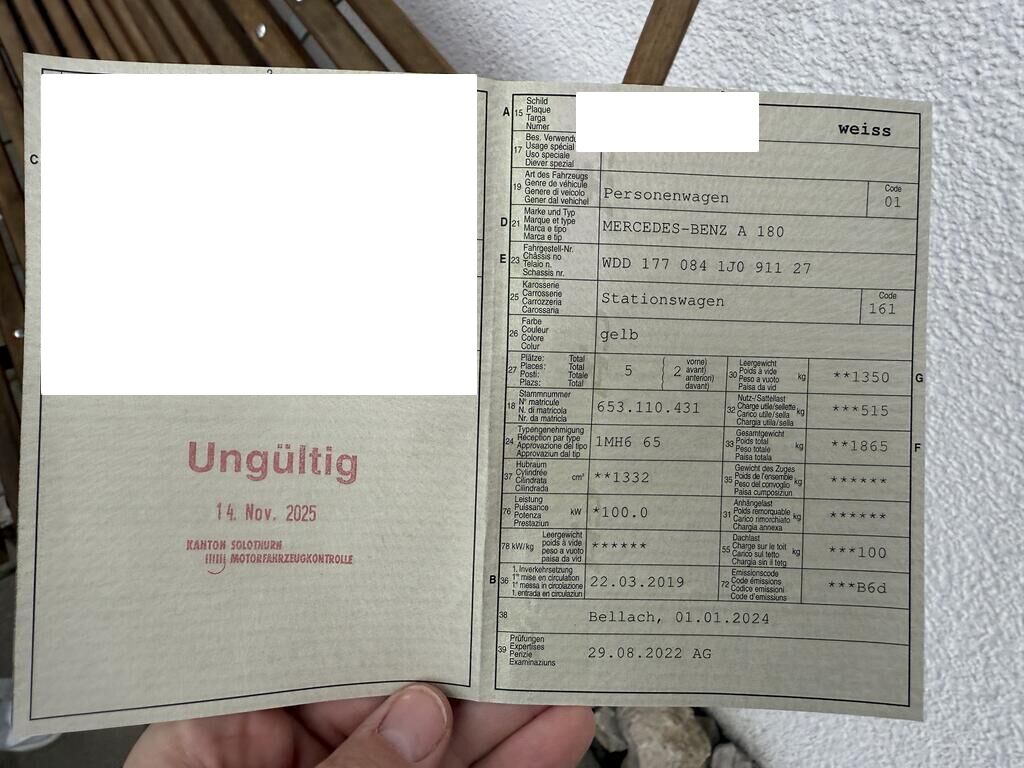 C
Ungültig
14. Nov. 2025
KANTON SOLOTHURN
MOTORFAHRZEUGKONTROLLE
A 15 Schild
Plaque
Targa
Numer
weiss
17 Bes. Verwend
Usage spécial
Uso speciale
Diever spezial
19 Art des Fahrzeugs
Genre de véhicule
Genere di veicolo
Gener dal vehichel
Personenwagen
Code
01
D 21 Marke und Typ
Marque et type
Marca e tipo
Marca e tip
MERCEDES-BENZ A 180
E 23 Fahrgestell-Nr.
Châssis no
Telaio n.
Schassis nr.
WDD 177 084 1J0 911 27
25 Karosserie
Carrosserie
Carrozzeria
Carossaria
Stationswagen
Code
161
26 Farbe
Couleur
Colore
Colur
gelb
27 Plätze: Total
Places: Total
Posti: Totale
Plazs: Total
5
( 2 vorne)
avant)
anteriori)
davant)
30 Leergewicht
Poids à vide
Peso a vuoto
Paisa da vid
kg
**1350
G
18 Stammnummer
N° matricule
N. di matricola
Nr. da matricla
653.110.431
32 Nutz-/Sattellast
Charge utile/sellette
Carico utile/sella
Chargia utila/sella
kg
***515
24 Typengenehmigung
Réception par type
Approvazione del tipo
Approvaziun dal tip
1MH6 65
33 Gesamtgewicht
Poids total
Peso totale
Paisa totala
kg
**1865
F
37 Hubraum
Cylindrée
Cilindrata
Cilindrada
cm³
**1332
35 Gewicht des Zuges
Poids de l'ensemble
Peso del convoglio
Paisa cumposiziun
kg
******
76 Leistung
Puissance
Potenza
Prestaziun
kW
*100.0
31 Anhängelast
Poids remorquable
Carico rimorchiato
Chargia annexa
kg
******
78 kW/kg
Leergewicht
poids à vide
peso a vuoto
paisa da vid
******
55 Dachlast
Charge sur le toit
Carico sul tetto
Chargia sin il tetg
kg
***100
B 36 1. Inverkehrsetzung
1re mise en circulation
1a messa in circolazione
1. entrada en circulaziun
22.03.2019
72 Emissionscode
Code émissions
Codice emissioni
Code d'emissiuns
***B6d
38
Bellach, 01.01.2024
39 Prüfungen
Expertises
Perizie
Examinaziuns
29.08.2022 AG